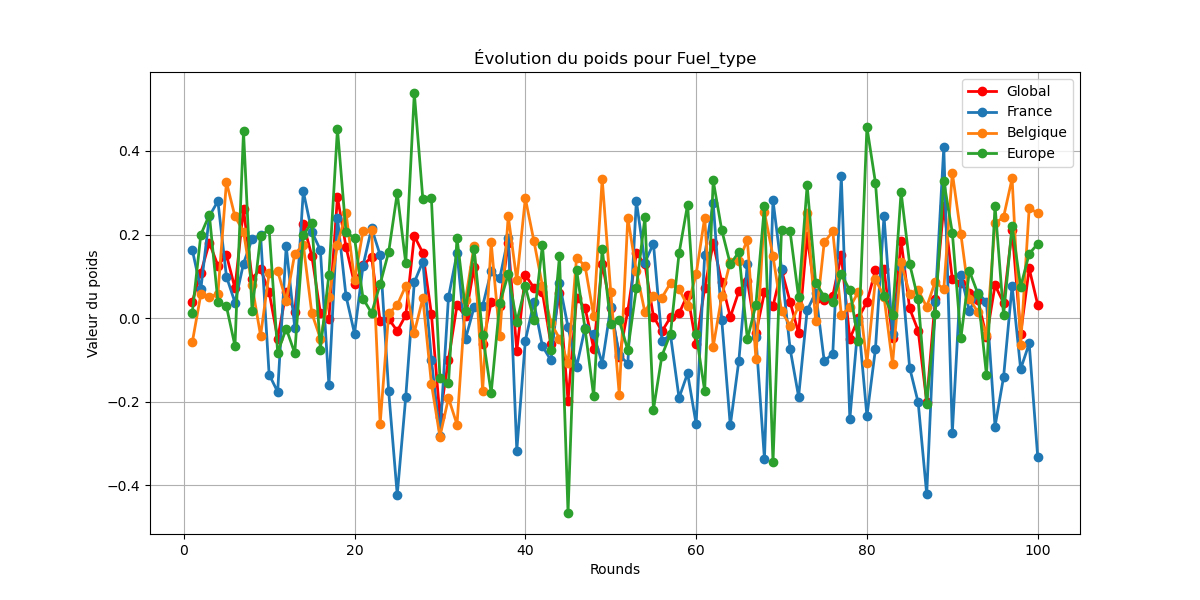 Évolution du poids pour Fuel_type
Global
France
Belgique
Europe
Valeur du poids
0.4
0.2
0.0
−0.2
−0.4
0
20
40
60
80
100
Rounds